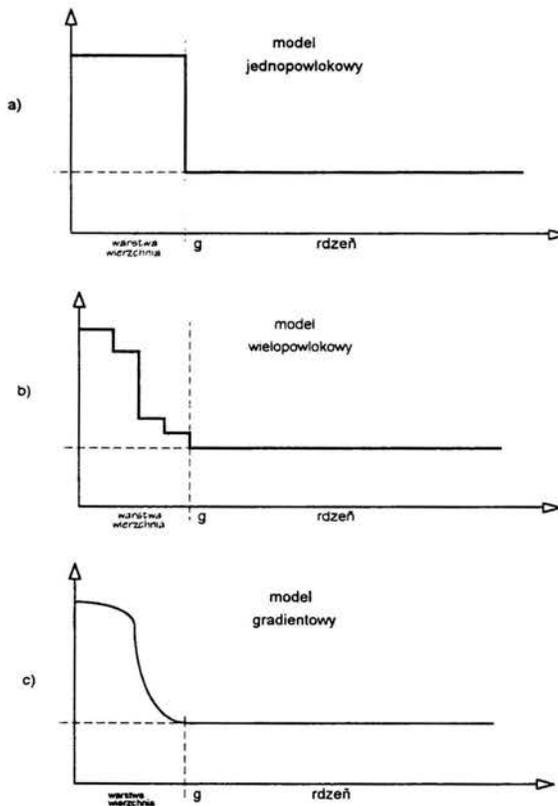 model
jednopowlokowy
a)
warstwa
wierzchnia
g
rdzeń
model
wielopowlokowy
b)
warstwa
wierzchnia
g
rdzeń
model
gradientowy
c)
warstwa
wierzchnia
g
rdzeń